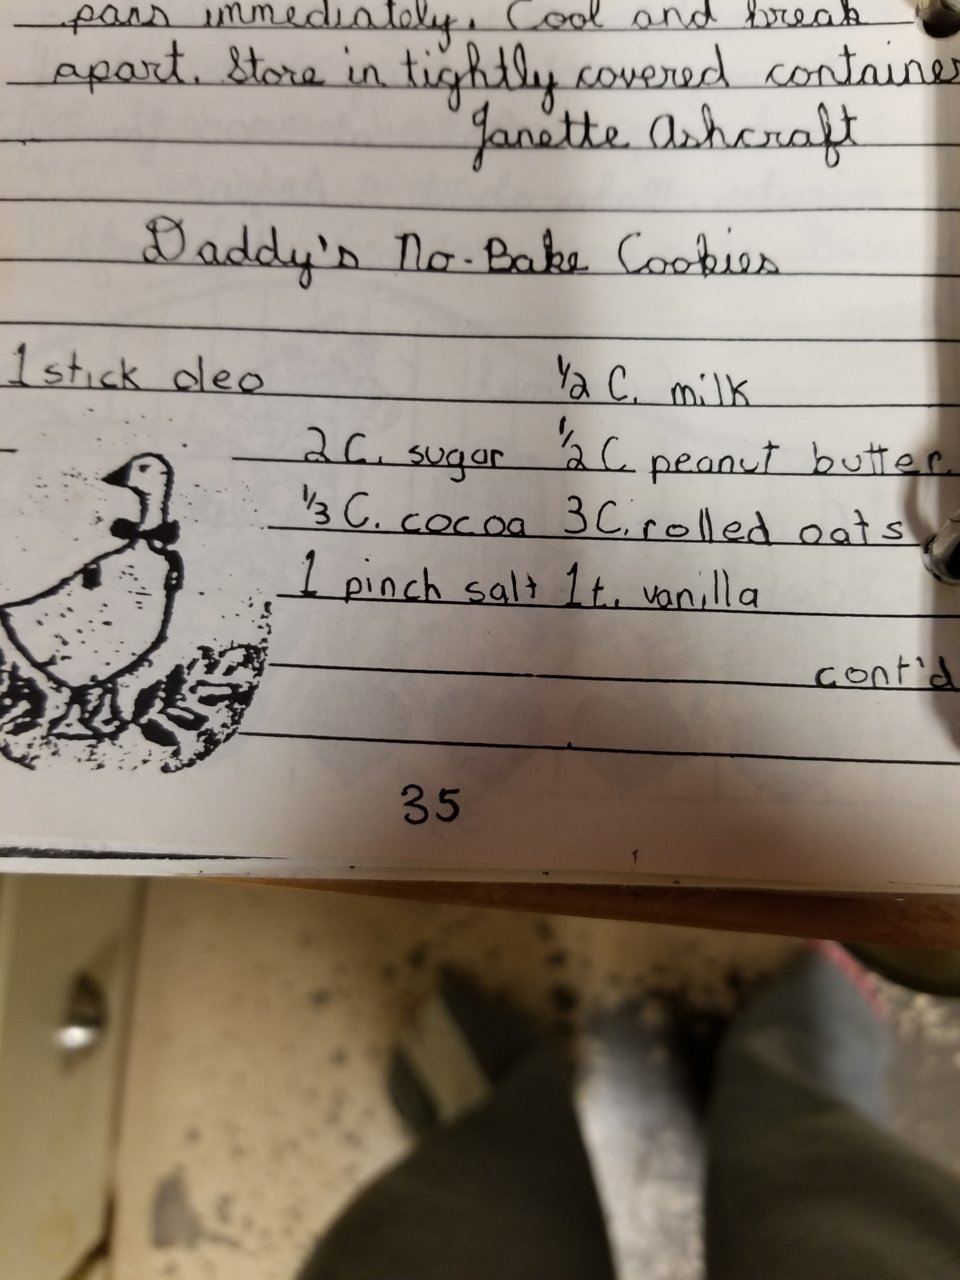 pans immediately. Cool and break
apart. Store in tightly covered container
Janette Ashcraft
Daddy's No-Bake Cookies
1 stick oleo ½ C. milk
2 C. sugar ½ C peanut butter
⅓ C. cocoa 3 C. rolled oats
1 pinch salt 1 t. vanilla
cont'd
35